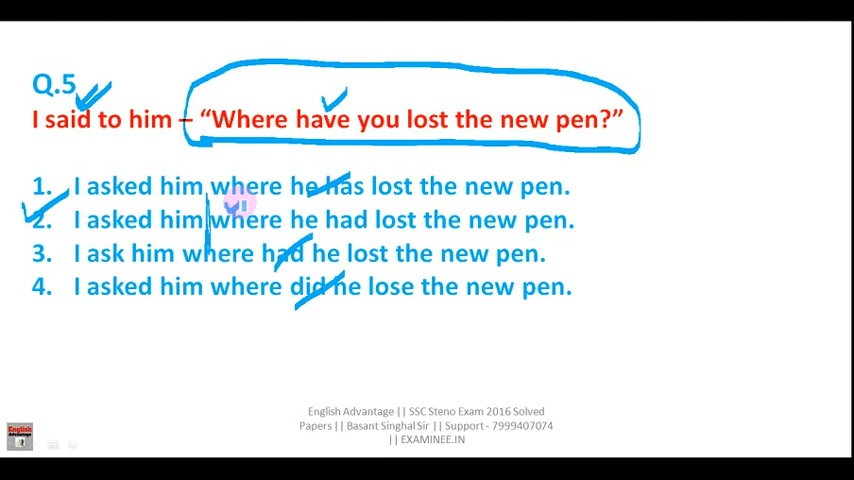 Q.5
I said to him – “Where have you lost the new pen?”
1. I asked him where he has lost the new pen.
2. I asked him where he had lost the new pen.
3. I ask him where had he lost the new pen.
4. I asked him where did he lose the new pen.
English Advantage || SSC Steno Exam 2016 Solved
Papers || Basant Singhal Sir || Support - 7999407074
|| EXAMINEE.IN
English
Advantage